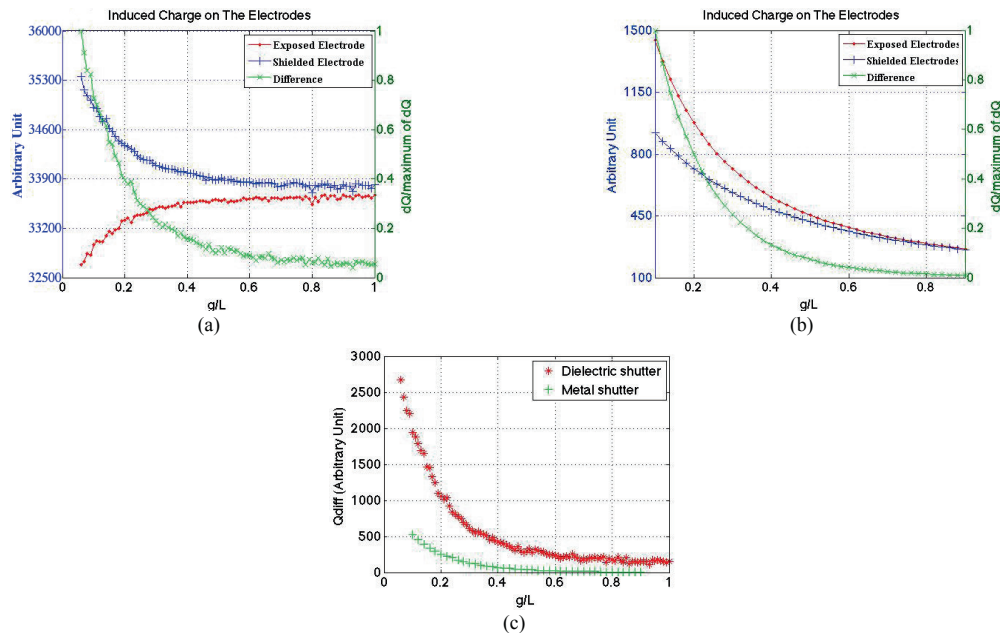 Induced Charge on The Electrodes
36000
35300
34600
33900
33200
32500
Arbitrary Unit
Exposed Electrode
Shielded Electrode
Difference
1
0.8
0.6
0.4
0.2
0
dQ/maximum of dQ
0 0.2 0.4 0.6 0.8 1
g/L
(a)
Induced Charge on The Electrodes
1500
1150
800
450
100
Arbitrary Unit
Exposed Electrodes
Shielded Electrodes
Difference
1
0.8
0.6
0.4
0.2
0
dQ/maximum of dQ
0.2 0.4 0.6 0.8
g/L
(b)
3000
2500
2000
1500
1000
500
0
Qdiff (Arbitrary Unit)
Dielectric shutter
Metal shutter
0 0.2 0.4 0.6 0.8 1
g/L
(c)